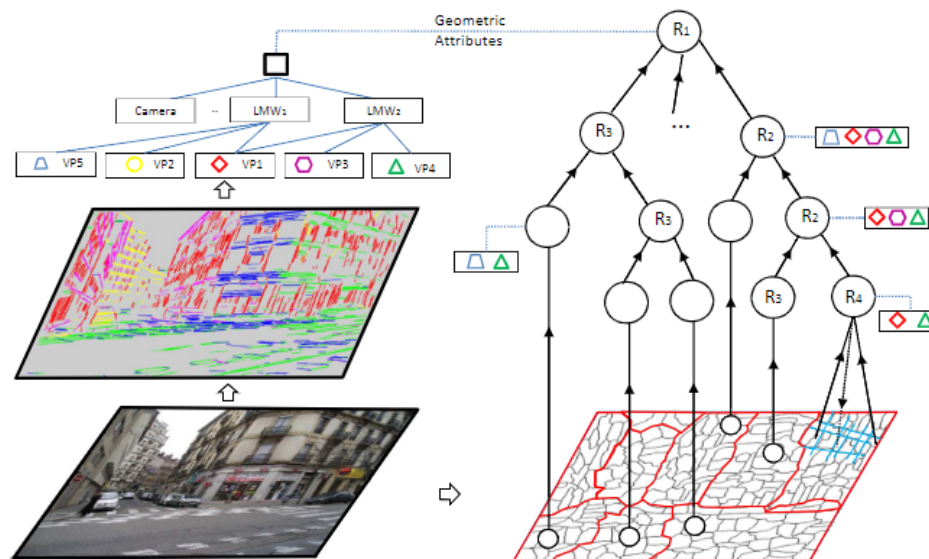 Geometric
Attributes
R₁
Camera
..
LMW₁
LMW₂
R₃
...
R₂
VP5
VP2
VP1
VP3
VP4
R₃
R₂
R₃
R₄